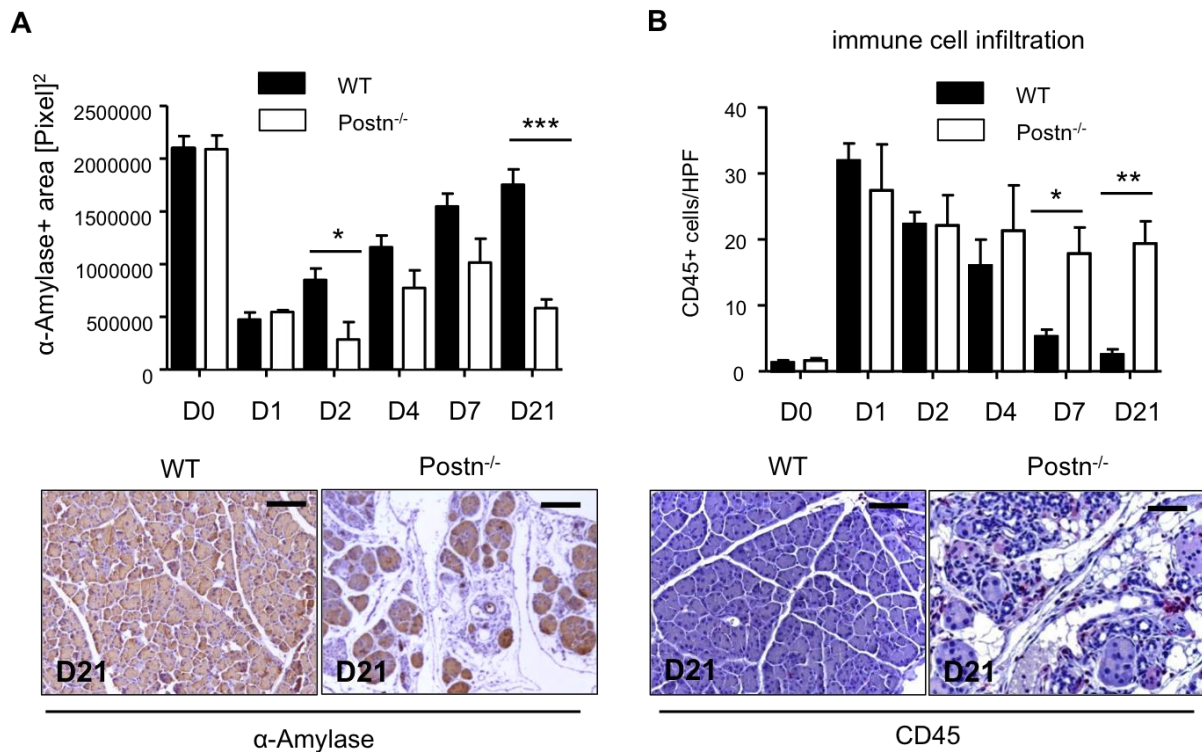 A
WT
Postn⁻/⁻
***
*
α-Amylase+ area [Pixel]²
2500000
2000000
1500000
1000000
500000
0
D0 D1 D2 D4 D7 D21
WT Postn⁻/⁻
D21 D21
α-Amylase
B
immune cell infiltration
WT
Postn⁻/⁻
* **
CD45+ cells/HPF
40
30
20
10
0
D0 D1 D2 D4 D7 D21
WT Postn⁻/⁻
D21 D21
CD45